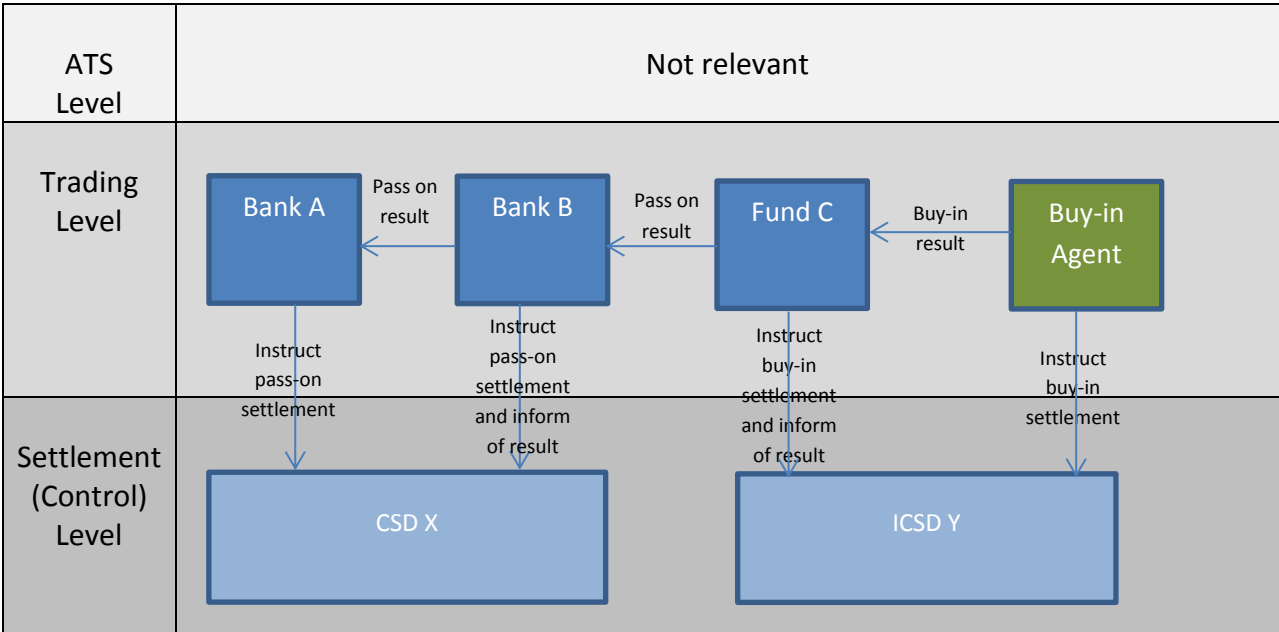 ATS
Level
Not relevant
Trading
Level
Bank A
Pass on
result
Bank B
Pass on
result
Fund C
Buy-in
result
Buy-in
Agent
Instruct
pass-on
settlement
Instruct
pass-on
settlement
and inform
of result
Instruct
buy-in
settlement
and inform
of result
Instruct
buy-in
settlement
Settlement
(Control)
Level
CSD X
ICSD Y